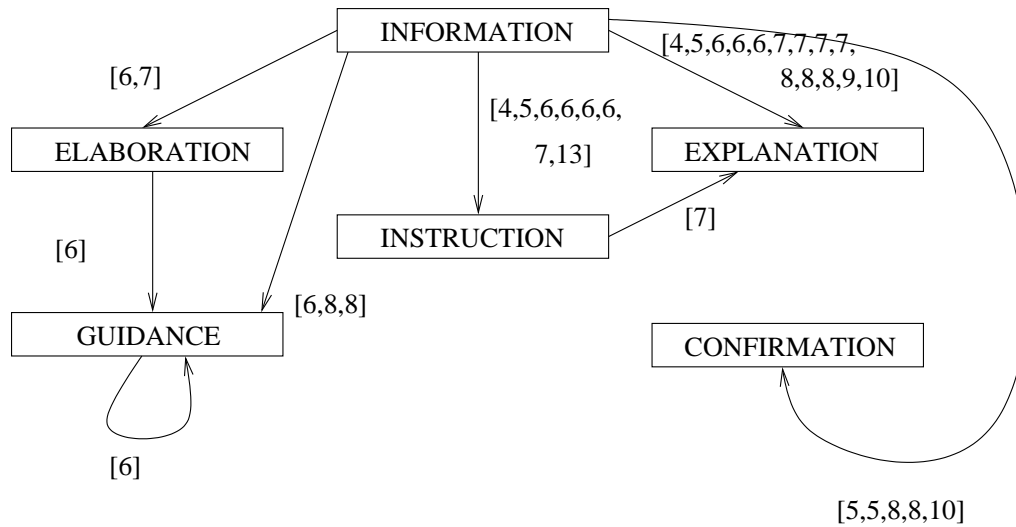 INFORMATION
[4,5,6,6,6,7,7,7,7,
8,8,8,9,10]
[6,7]
[4,5,6,6,6,6,
7,13]
ELABORATION
EXPLANATION
[7]
INSTRUCTION
[6]
[6,8,8]
GUIDANCE
CONFIRMATION
[6]
[5,5,8,8,10]